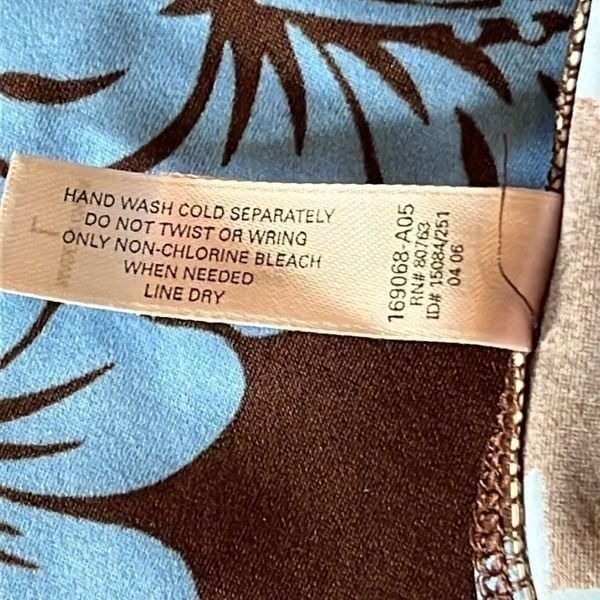 HAND WASH COLD SEPARATELY
DO NOT TWIST OR WRING
ONLY NON-CHLORINE BLEACH
WHEN NEEDED
LINE DRY
169068-A05
RN# 80763
ID# 15084/251
04 06